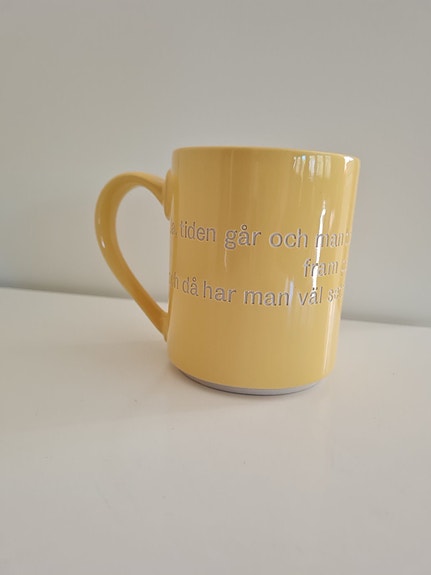 tiden går och man
fram
då har man väl